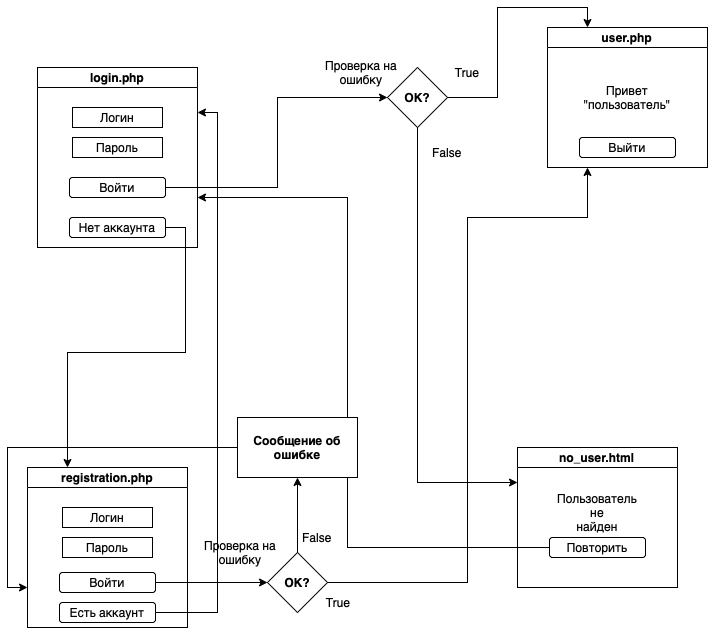 user.php
Привет
"пользователь"
Выйти
login.php
Логин
Пароль
Войти
Нет аккаунта
Проверка на
ошибку
OK?
True
False
Сообщение об
ошибке
no_user.html
Пользователь
не
найден
Повторить
registration.php
Логин
Пароль
Войти
Есть аккаунт
Проверка на
ошибку
False
OK?
True